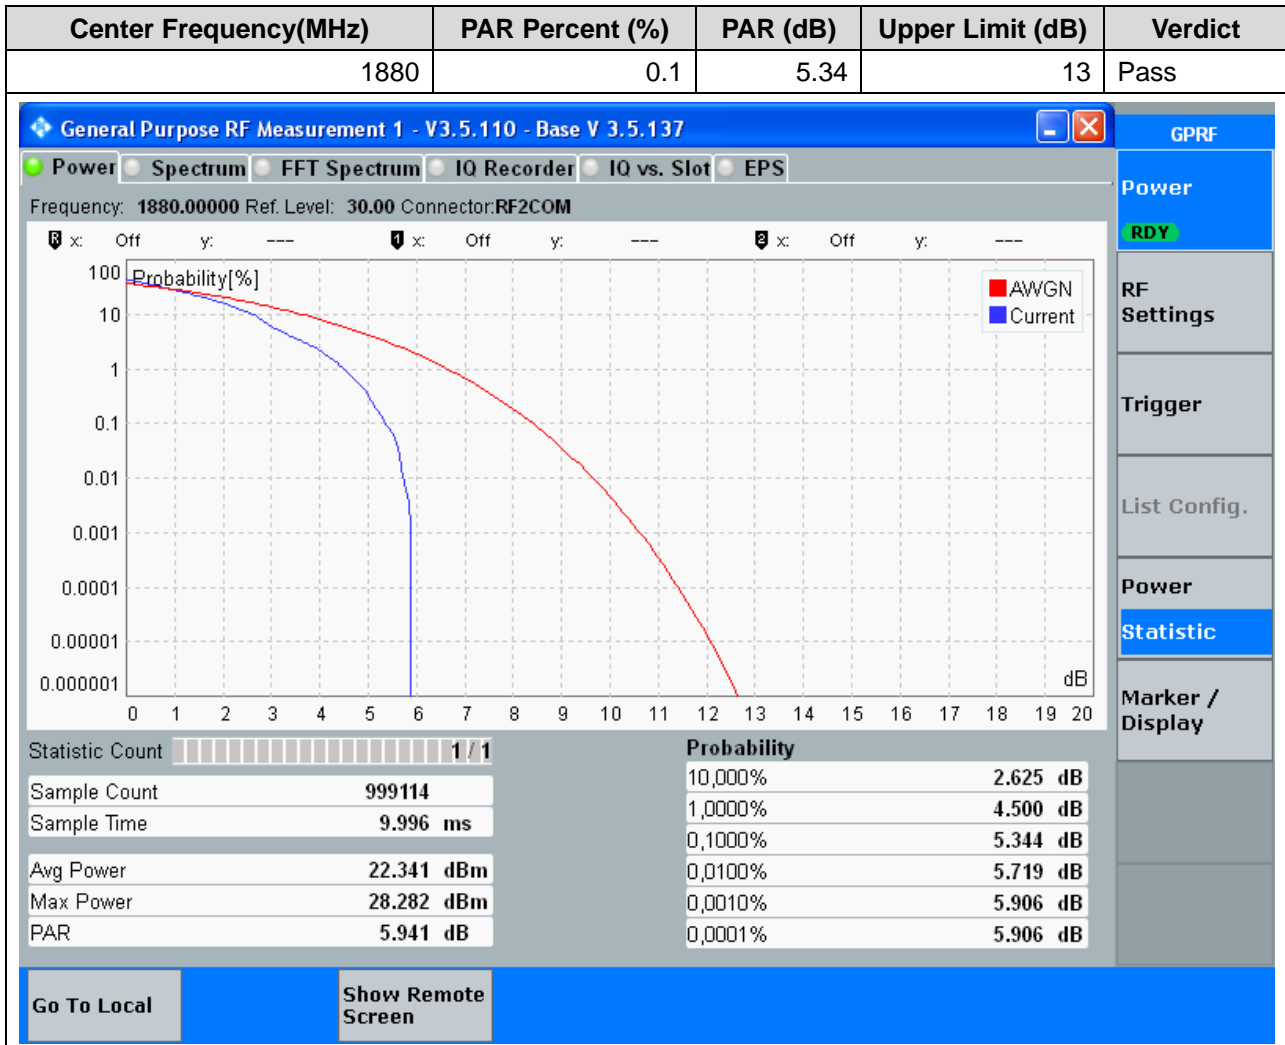 Center Frequency(MHz) PAR Percent (%) PAR (dB) Upper Limit (dB) Verdict
1880 0.1 5.34 13 Pass
General Purpose RF Measurement 1 - V3.5.110 - Base V 3.5.137
GPRF
Power Spectrum FFT Spectrum IQ Recorder IQ vs. Slot EPS
Power
RDY
Frequency: 1880.00000 Ref. Level: 30.00 Connector:RF2COM
R x: Off y: --- 1 x: Off y: --- 2 x: Off y: ---
Probability[%]
AWGN
Current
100
10
1
0.1
0.01
0.001
0.0001
0.00001
0.000001
dB
0 1 2 3 4 5 6 7 8 9 10 11 12 13 14 15 16 17 18 19 20
RF
Settings
Trigger
List Config.
Power
Statistic
Marker /
Display
Statistic Count 1 / 1
Sample Count 999114
Sample Time 9.996 ms
Avg Power 22.341 dBm
Max Power 28.282 dBm
PAR 5.941 dB
Probability
10,000% 2.625 dB
1,0000% 4.500 dB
0,1000% 5.344 dB
0,0100% 5.719 dB
0,0010% 5.906 dB
0,0001% 5.906 dB
Go To Local
Show Remote
Screen